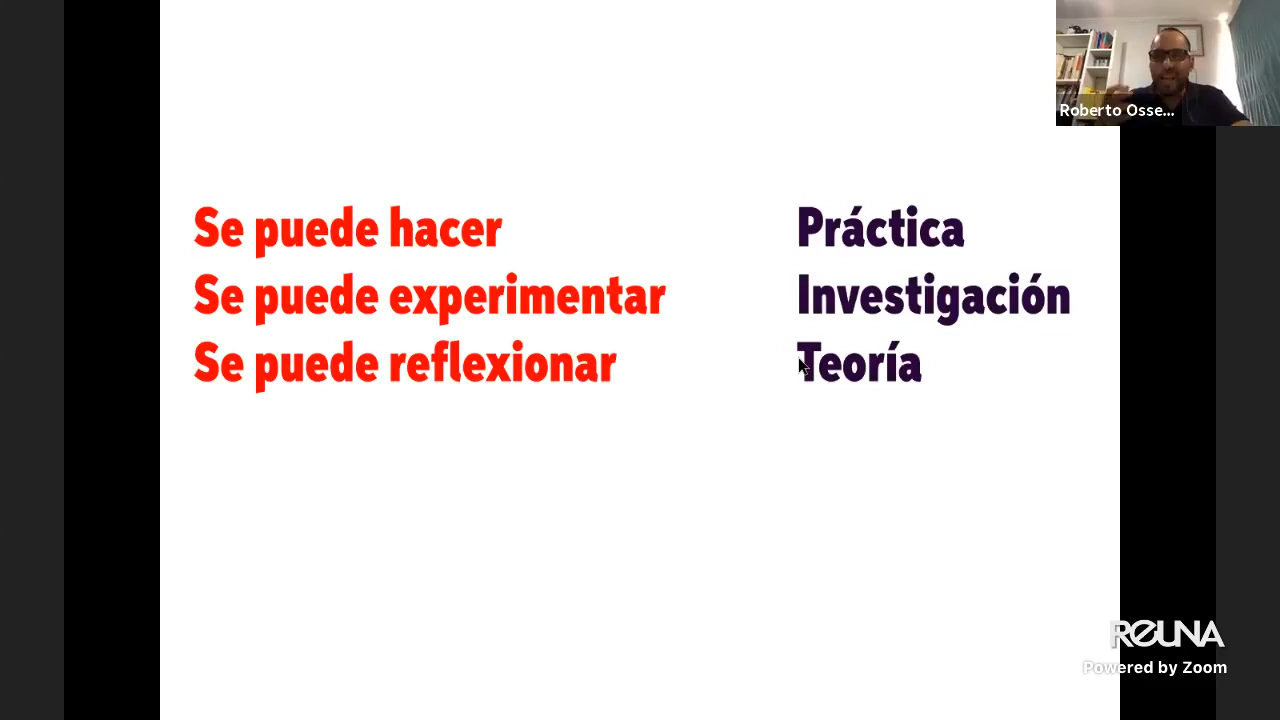 Roberto Osse...
Se puede hacer
Se puede experimentar
Se puede reflexionar
Práctica
Investigación
Teoría
REUNA
Powered by Zoom